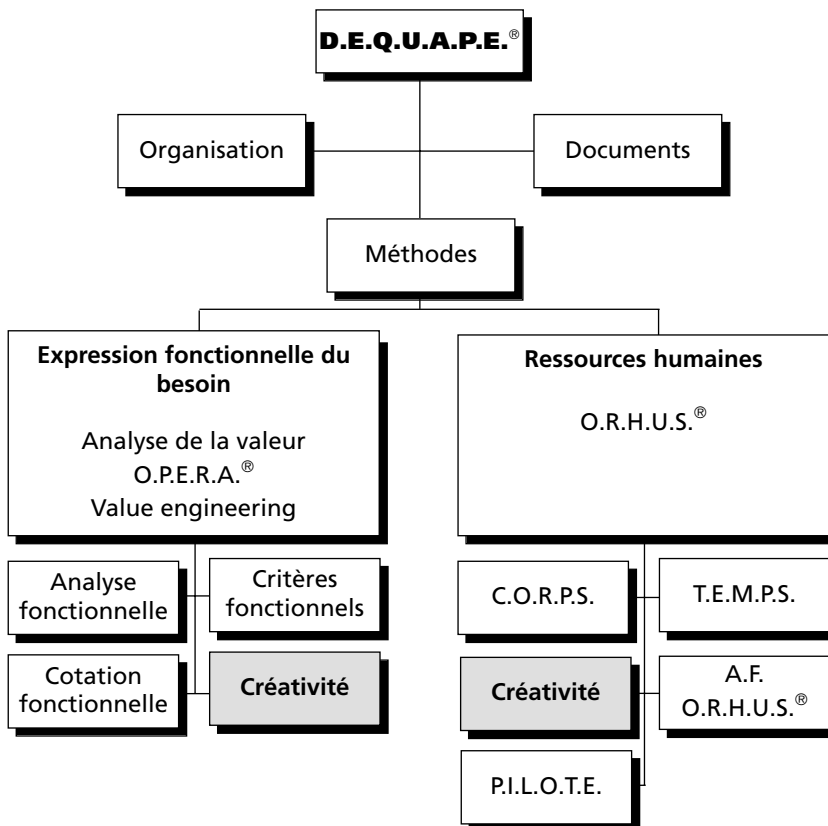 D.E.Q.U.A.P.E.®
Organisation
Documents
Méthodes
Expression fonctionnelle du
besoin
Analyse de la valeur
O.P.E.R.A.®
Value engineering
Ressources humaines
O.R.H.U.S.®
Analyse
fonctionnelle
Critères
fonctionnels
Cotation
fonctionnelle
Créativité
C.O.R.P.S.
T.E.M.P.S.
Créativité
A.F.
O.R.H.U.S.®
P.I.L.O.T.E.